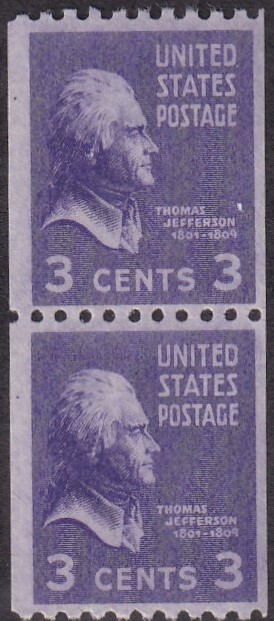 UNITED
STATES
POSTAGE
THOMAS
JEFFERSON
1801-1809
3 CENTS 3
UNITED
STATES
POSTAGE
THOMAS
JEFFERSON
1801-1809
3 CENTS 3